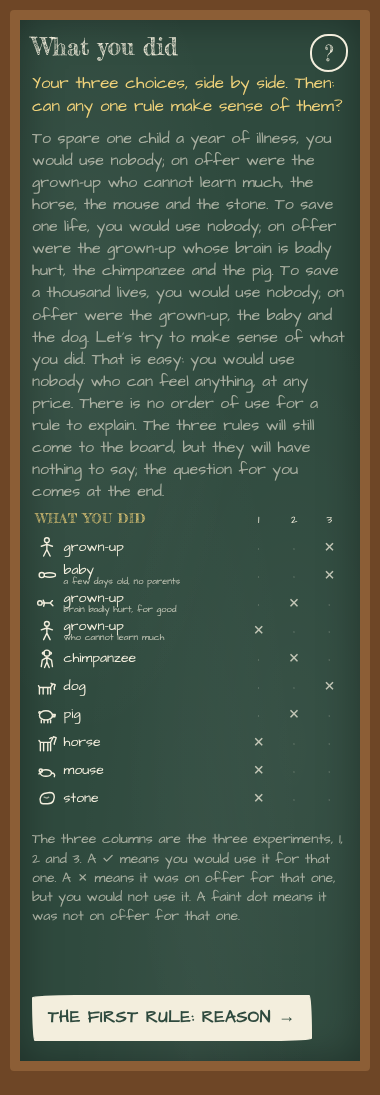 What you did
?
Your three choices, side by side. Then:
can any one rule make sense of them?
To spare one child a year of illness, you
would use nobody; on offer were the
grown-up who cannot learn much, the
horse, the mouse and the stone. To save
one life, you would use nobody; on offer
were the grown-up whose brain is badly
hurt, the chimpanzee and the pig. To save
a thousand lives, you would use nobody; on
offer were the grown-up, the baby and
the dog. Let's try to make sense of what
you did. That is easy: you would use
nobody who can feel anything, at any
price. There is no order of use for a
rule to explain. The three rules will still
come to the board, but they will have
nothing to say; the question for you
comes at the end.
WHAT YOU DID 1 2 3
grown-up · · ×
baby · · ×
a few days old, no parents
grown-up · × ·
brain badly hurt, for good
grown-up × · ·
who cannot learn much
chimpanzee · × ·
dog · · ×
pig · × ·
horse × · ·
mouse × · ·
stone × · ·
The three columns are the three experiments, 1,
2 and 3. A ✓ means you would use it for that
one. A × means it was on offer for that one,
but you would not use it. A faint dot means it
was not on offer for that one.
THE FIRST RULE: REASON →